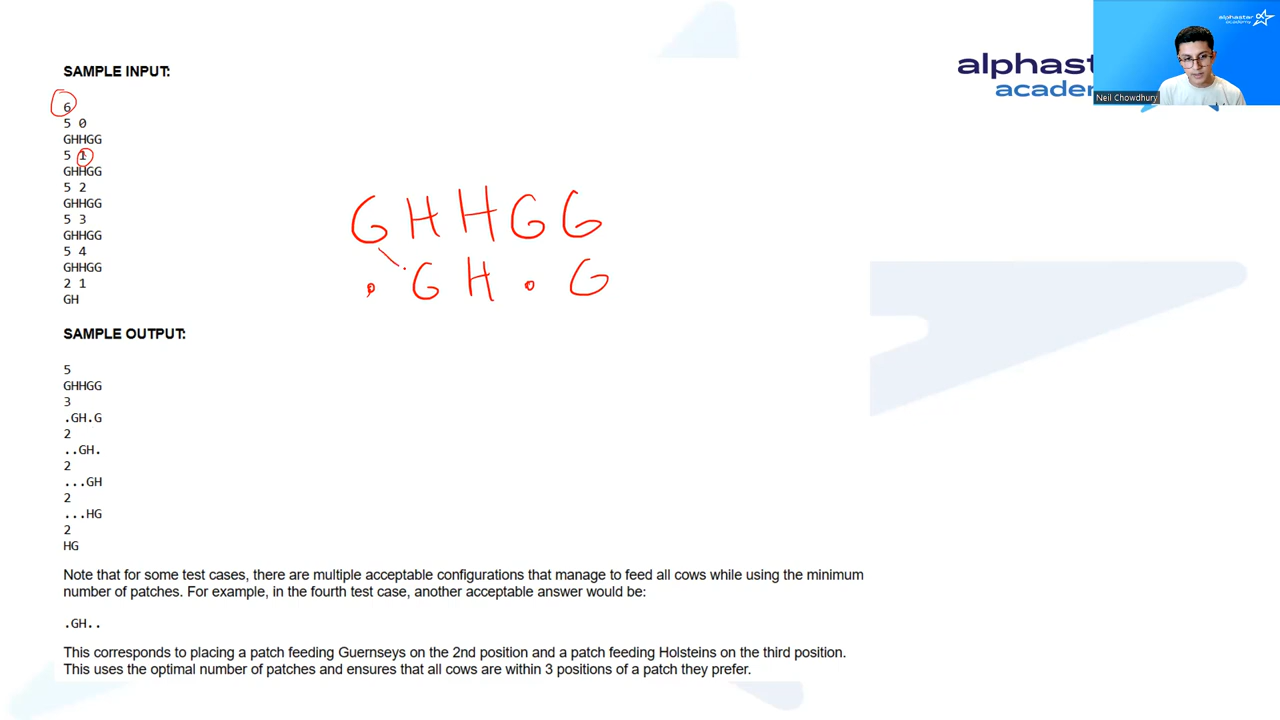 SAMPLE INPUT:
6
5 0
GHHGG
5 1
GHHGG
5 2
GHHGG
5 3
GHHGG
5 4
GHHGG
2 1
GH
G H H G G
. G H . G
SAMPLE OUTPUT:
5
GHHGG
3
.GH.G
2
..GH.
2
...GH
2
...HG
2
HG
Note that for some test cases, there are multiple acceptable configurations that manage to feed all cows while using the minimum
number of patches. For example, in the fourth test case, another acceptable answer would be:
.GH..
This corresponds to placing a patch feeding Guernseys on the 2nd position and a patch feeding Holsteins on the third position.
This uses the optimal number of patches and ensures that all cows are within 3 positions of a patch they prefer.
alphast
academ
alphastar
academy
Neil Chowdhury